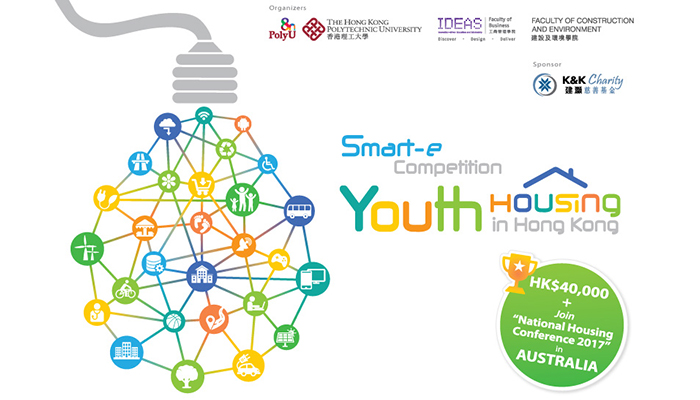 Organizers
PolyU
THE HONG KONG
POLYTECHNIC UNIVERSITY
香港理工大學
IDEAS
Faculty of
Business
工商管理學院
Discover · Design · Deliver
FACULTY OF CONSTRUCTION
AND ENVIRONMENT
建設及環境學院
Sponsor
K&K Charity
建灝慈善基金
Smart-e
Competition
Youth Housing
in Hong Kong
HK$40,000
+
Join
"National Housing
Conference 2017"
in
AUSTRALIA